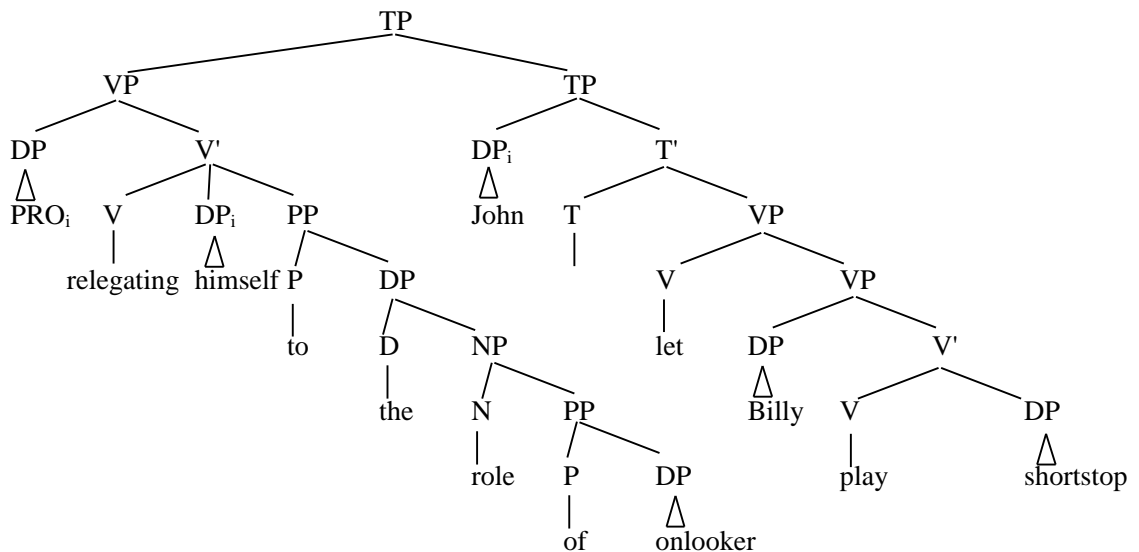 TP
VP TP
DP V' DPᵢ T'
PROᵢ V DPᵢ PP John T VP
relegating himself P DP V VP
to D NP let DP V'
the N PP Billy V DP
role P DP play shortstop
of onlooker